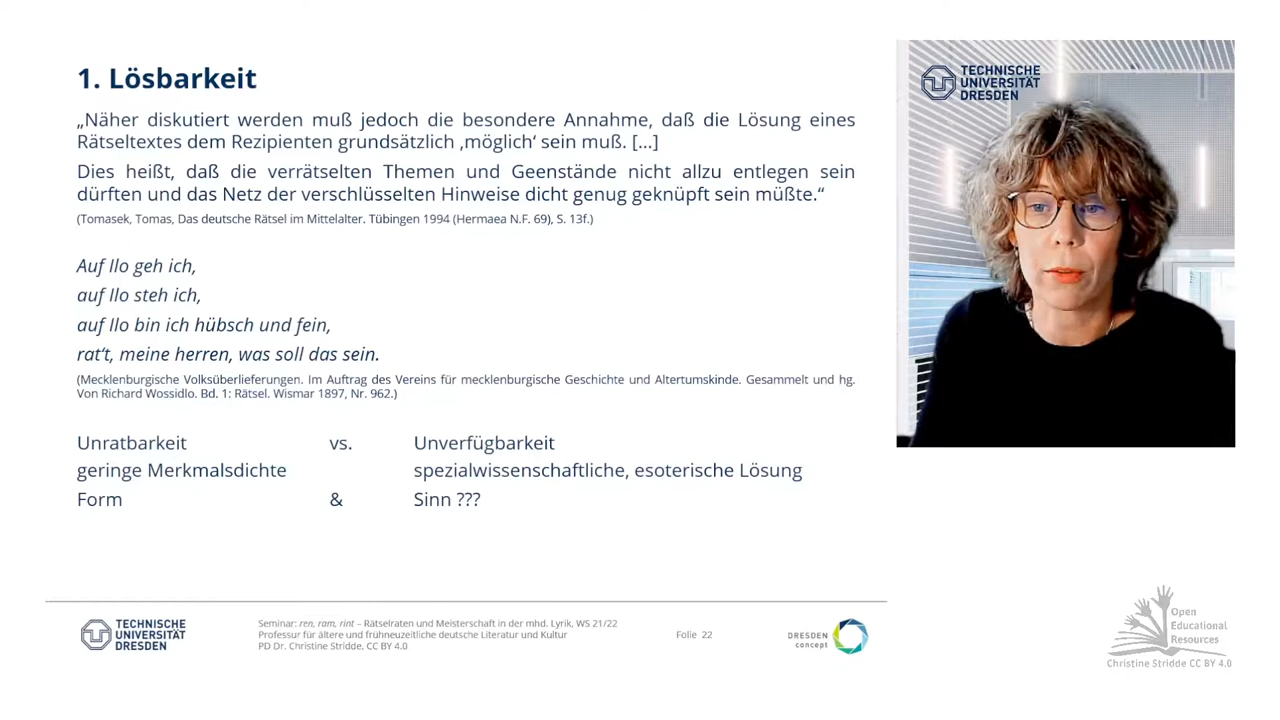 1. Lösbarkeit
„Näher diskutiert werden muß jedoch die besondere Annahme, daß die Lösung eines
Rätseltextes dem Rezipienten grundsätzlich ‚möglich‘ sein muß. [...]
Dies heißt, daß die verrätselten Themen und Geenstände nicht allzu entlegen sein
dürften und das Netz der verschlüsselten Hinweise dicht genug geknüpft sein müßte.“
(Tomasek, Tomas, Das deutsche Rätsel im Mittelalter. Tübingen 1994 (Hermaea N.F. 69), S. 13f.)
Auf Ilo geh ich,
auf Ilo steh ich,
auf Ilo bin ich hübsch und fein,
rat‘t, meine herren, was soll das sein.
(Mecklenburgische Volksüberlieferungen. Im Auftrag des Vereins für mecklenburgische Geschichte und Altertumskinde. Gesammelt und hg.
Von Richard Wossidlo. Bd. 1: Rätsel. Wismar 1897, Nr. 962.)
Unratbarkeit vs. Unverfügbarkeit
geringe Merkmalsdichte spezialwissenschaftliche, esoterische Lösung
Form & Sinn ???
TECHNISCHE
UNIVERSITÄT
DRESDEN
Seminar: ren, ram, rint – Rätselraten und Meisterschaft in der mhd. Lyrik, WS 21/22
Professur für ältere und frühneuzeitliche deutsche Literatur und Kultur
PD Dr. Christine Stridde, CC BY 4.0
Folie 22
DRESDEN
concept
TECHNISCHE
UNIVERSITÄT
DRESDEN
Open
Educational
Resources
Christine Stridde CC BY 4.0